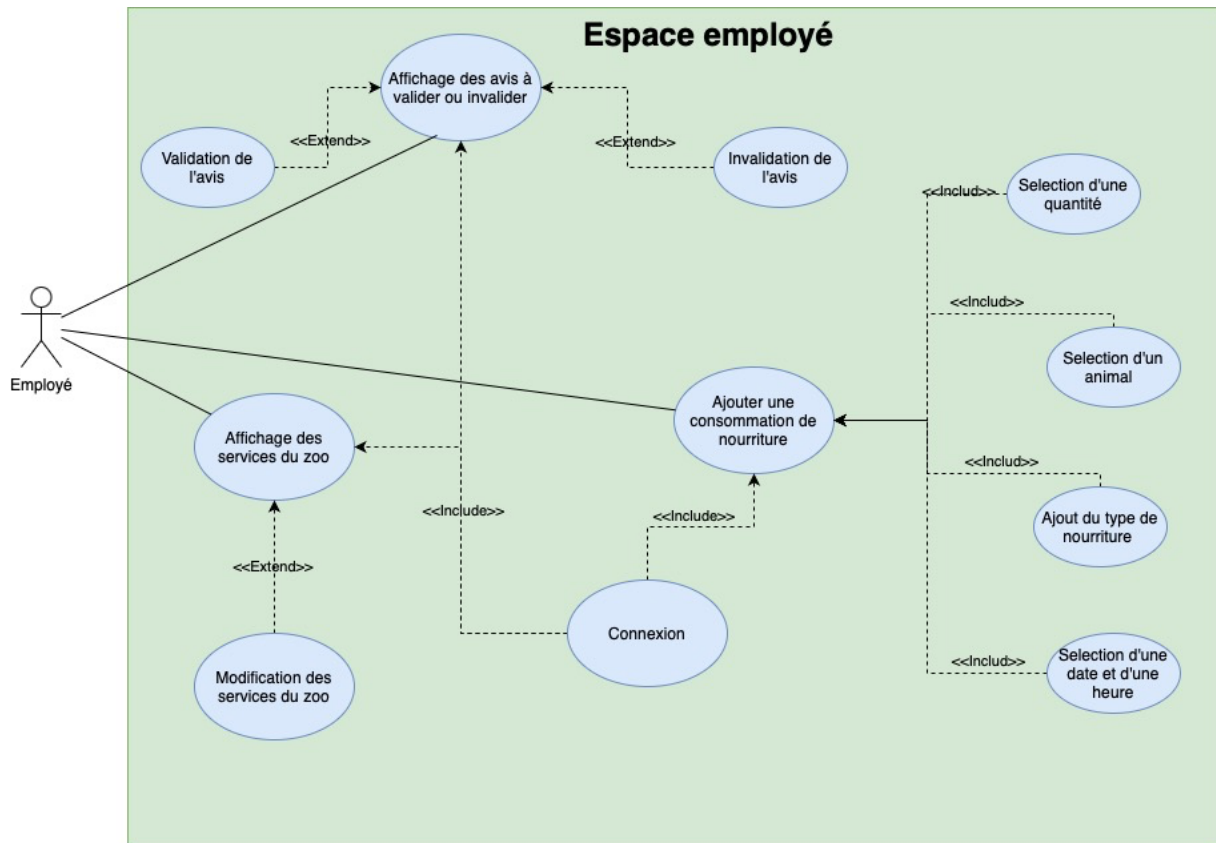 Espace employé
Affichage des avis à
valider ou invalider
<<Extend>>
<<Extend>>
Validation de
l'avis
Invalidation de
l'avis
<<Includ>>
Selection d'une
quantité
Employé
<<Includ>>
Selection d'un
animal
Affichage des
services du zoo
Ajouter une
consommation de
nourriture
<<Includ>>
Ajout du type de
nourriture
<<Include>>
<<Include>>
<<Extend>>
Connexion
Modification des
services du zoo
<<Includ>>
Selection d'une
date et d'une
heure